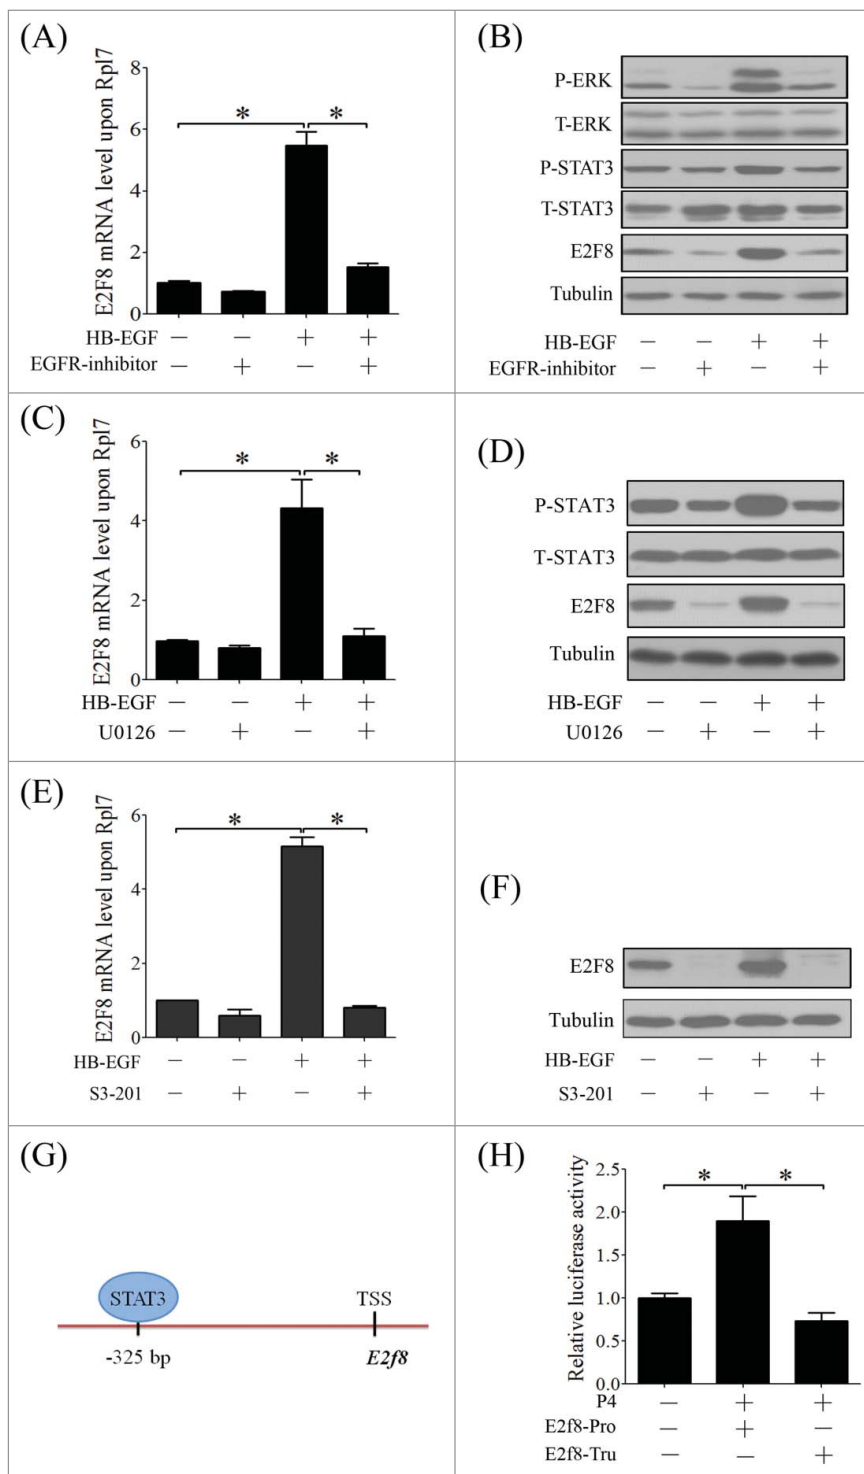 (A)
E2F8 mRNA level upon Rpl7
8
6
4
2
0
* *
HB-EGF − − + +
EGFR-inhibitor − + − +
(B)
P-ERK
T-ERK
P-STAT3
T-STAT3
E2F8
Tubulin
HB-EGF − − + +
EGFR-inhibitor − + − +
(C)
E2F8 mRNA level upon Rpl7
6
4
2
0
* *
HB-EGF − − + +
U0126 − + − +
(D)
P-STAT3
T-STAT3
E2F8
Tubulin
HB-EGF − − + +
U0126 − + − +
(E)
E2F8 mRNA level upon Rpl7
6
4
2
0
* *
HB-EGF − − + +
S3-201 − + − +
(F)
E2F8
Tubulin
HB-EGF − − + +
S3-201 − + − +
(G)
STAT3
TSS
-325 bp
E2f8
(H)
Relative luciferase activity
2.5
2.0
1.5
1.0
0.5
0.0
* *
P4 − + +
E2f8-Pro − + −
E2f8-Tru − − +